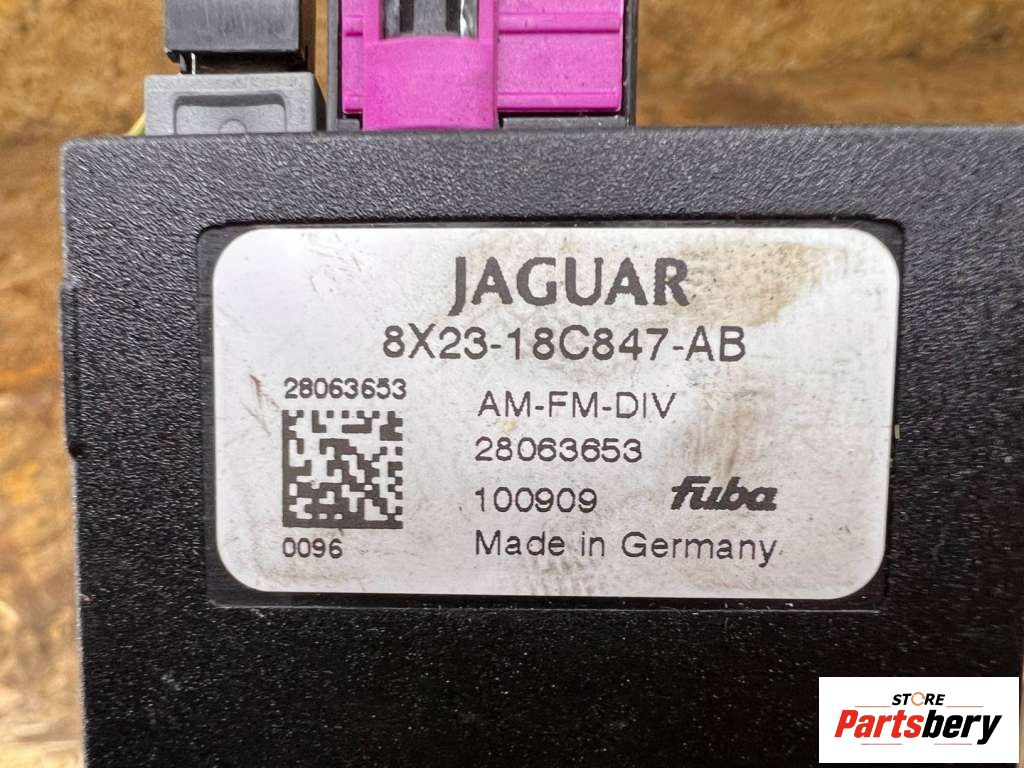 JAGUAR
8X23-18C847-AB
28063653
AM-FM-DIV
28063653
100909 fuba
0096
Made in Germany
STORE
Partsbery